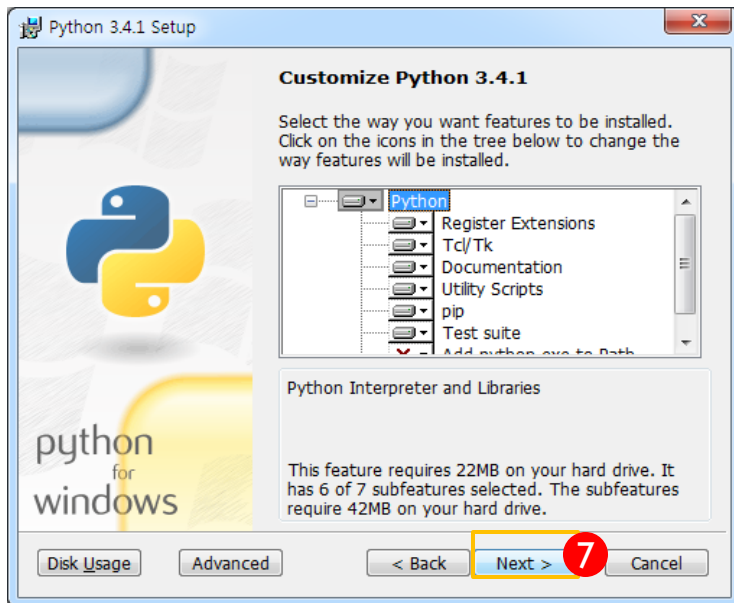 Python 3.4.1 Setup
Customize Python 3.4.1
Select the way you want features to be installed.
Click on the icons in the tree below to change the
way features will be installed.
Python
Register Extensions
Tcl/Tk
Documentation
Utility Scripts
pip
Test suite
Add python.exe to Path
Python Interpreter and Libraries
This feature requires 22MB on your hard drive. It
has 6 of 7 subfeatures selected. The subfeatures
require 42MB on your hard drive.
python
for
windows
Disk Usage
Advanced
< Back
Next >
7
Cancel